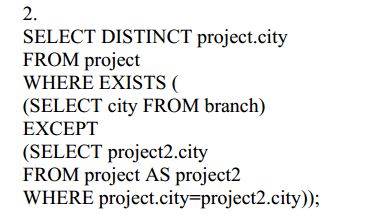 2.
SELECT DISTINCT project.city
FROM project
WHERE EXISTS (
(SELECT city FROM branch)
EXCEPT
(SELECT project2.city
FROM project AS project2
WHERE project.city=project2.city));